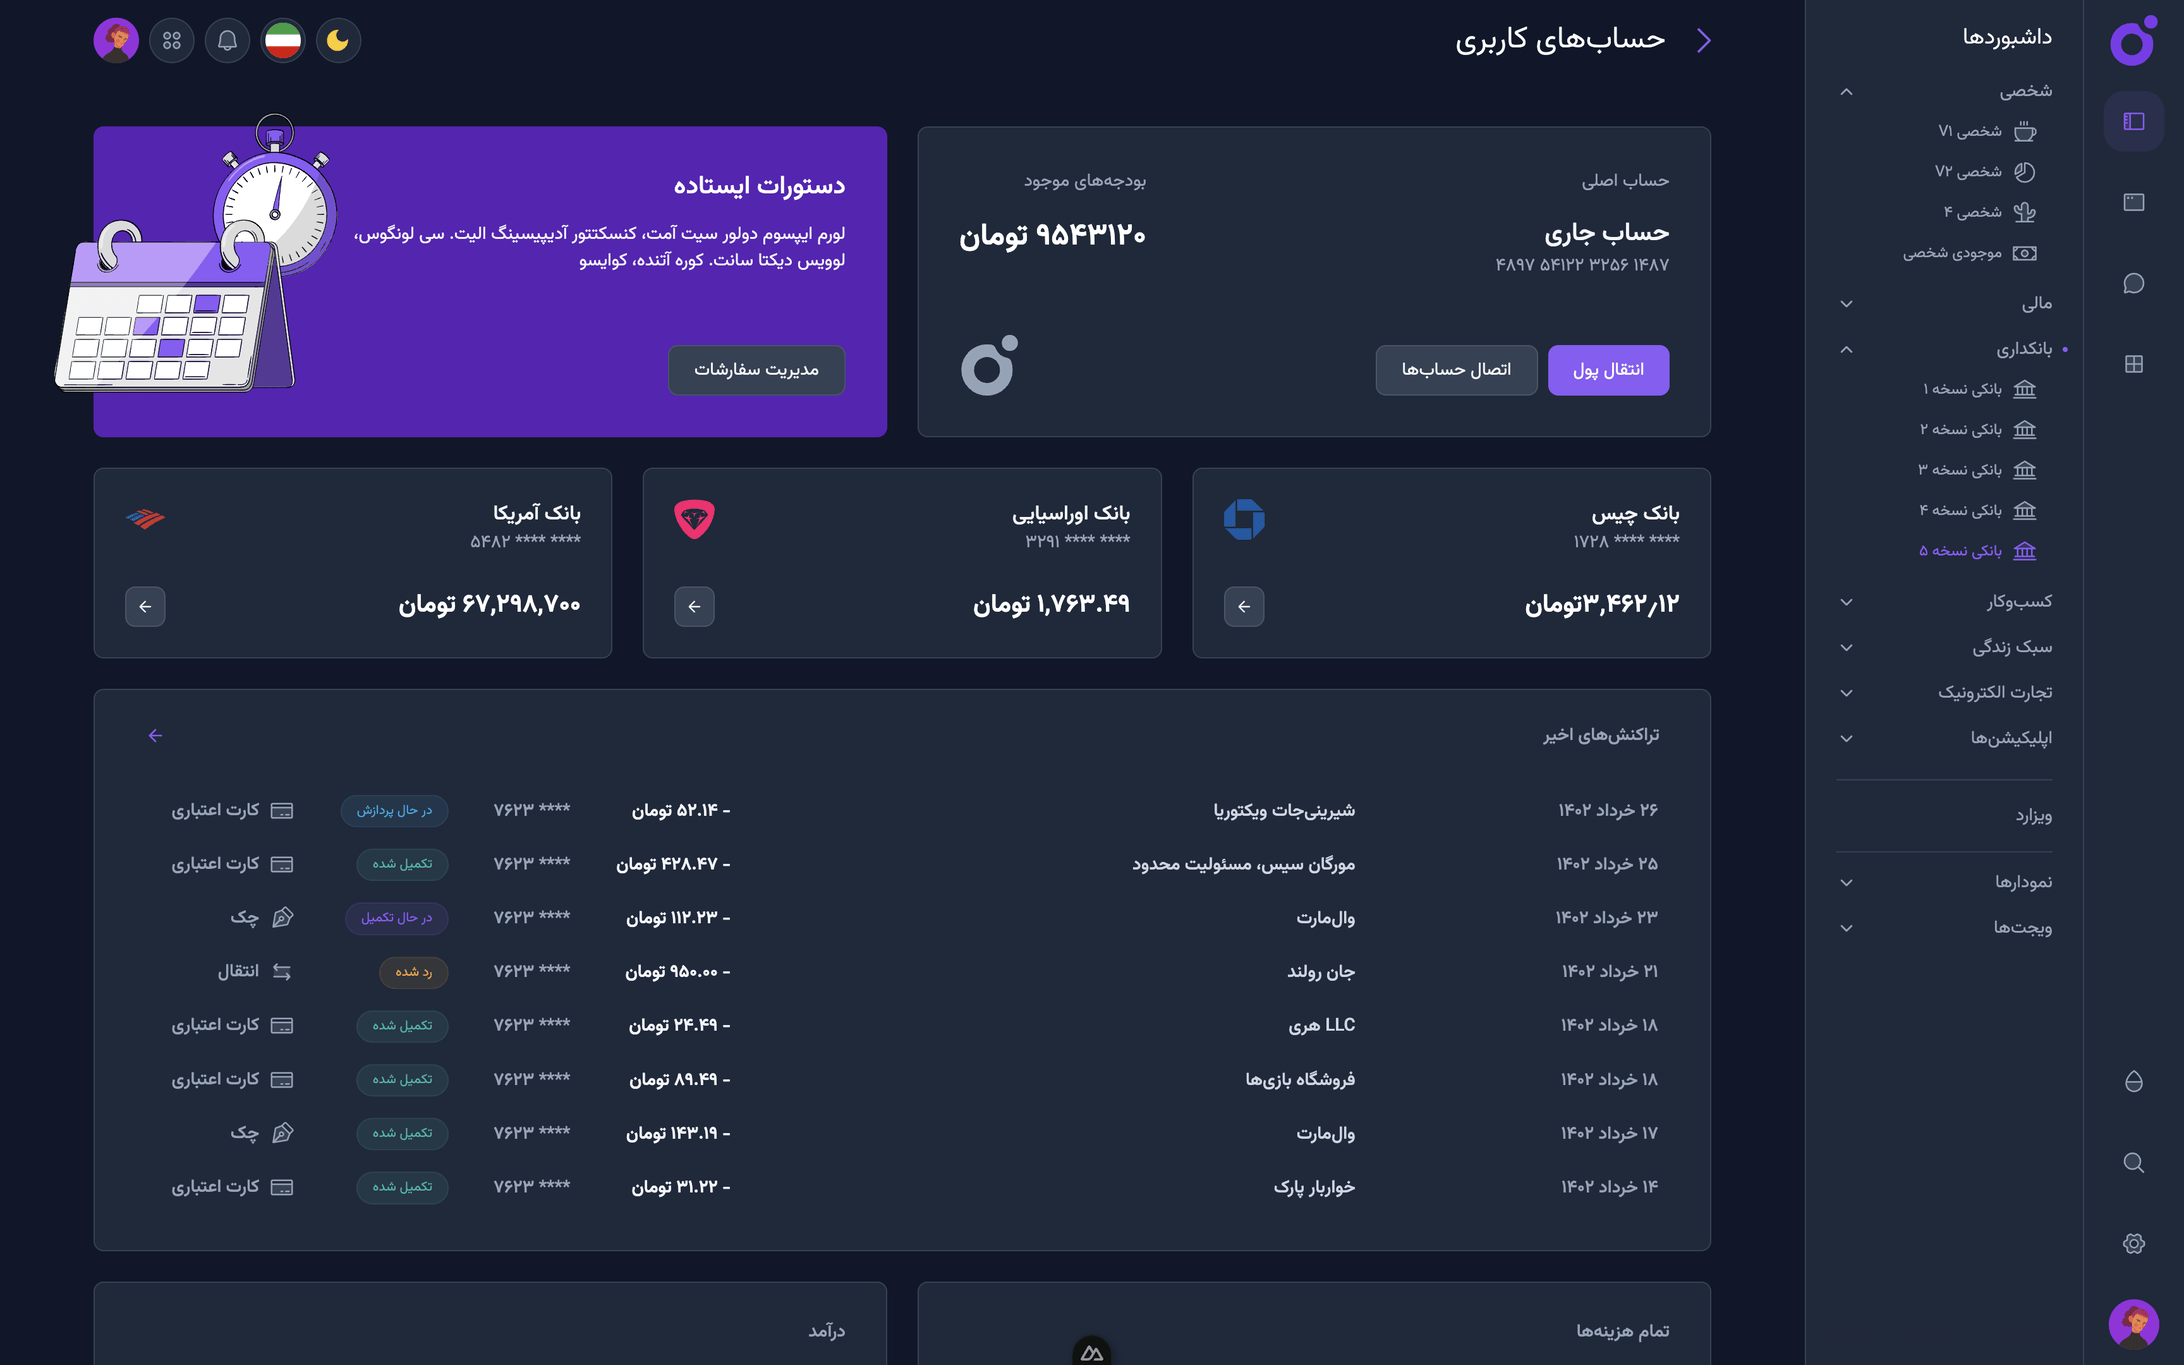 داشبوردها
شخصی
شخصی V۱
شخصی V۲
شخصی ۴
موجودی شخصی
مالی
بانکداری
بانکی نسخه ۱
بانکی نسخه ۲
بانکی نسخه ۳
بانکی نسخه ۴
بانکی نسخه ۵
کسب‌وکار
سبک زندگی
تجارت الکترونیک
اپلیکیشن‌ها
ویزارد
نمودارها
ویجت‌ها
حساب‌های کاربری
حساب اصلی
حساب جاری
۴۸۹۷ ۵۴۱۲۲ ۳۲۵۶ ۱۴۸۷
بودجه‌های موجود
۹۵۴۳۱۲۰ تومان
انتقال پول
اتصال حساب‌ها
دستورات ایستاده
لورم ایپسوم دولور سیت آمت، کنسکتتور آدیپیسینگ الیت. سی لونگوس،
لوویس دیکتا سانت. کوره آتنده، کوایسو
مدیریت سفارشات
بانک چیس
**** **** ۱۷۲۸
۳,۴۶۲٫۱۲تومان
بانک اوراسیایی
**** **** ۳۲۹۱
۱,۷۶۳.۴۹ تومان
بانک آمریکا
**** **** ۵۴۸۲
۶۷,۲۹۸,۷۰۰ تومان
تراکنش‌های اخیر
۲۶ خرداد ۱۴۰۲ شیرینی‌جات ویکتوریا - ۵۲.۱۴ تومان **** ۷۶۲۳ در حال پردازش کارت اعتباری
۲۵ خرداد ۱۴۰۲ مورگان سیس، مسئولیت محدود - ۴۲۸.۴۷ تومان **** ۷۶۲۳ تکمیل شده کارت اعتباری
۲۳ خرداد ۱۴۰۲ وال‌مارت - ۱۱۲.۲۳ تومان **** ۷۶۲۳ در حال تکمیل چک
۲۱ خرداد ۱۴۰۲ جان رولند - ۹۵۰.۰۰ تومان **** ۷۶۲۳ رد شده انتقال
۱۸ خرداد ۱۴۰۲ LLC هری - ۲۴.۴۹ تومان **** ۷۶۲۳ تکمیل شده کارت اعتباری
۱۸ خرداد ۱۴۰۲ فروشگاه بازی‌ها - ۸۹.۴۹ تومان **** ۷۶۲۳ تکمیل شده کارت اعتباری
۱۷ خرداد ۱۴۰۲ وال‌مارت - ۱۴۳.۱۹ تومان **** ۷۶۲۳ تکمیل شده چک
۱۴ خرداد ۱۴۰۲ خواربار پارک - ۳۱.۲۲ تومان **** ۷۶۲۳ تکمیل شده کارت اعتباری
تمام هزینه‌ها
درآمد